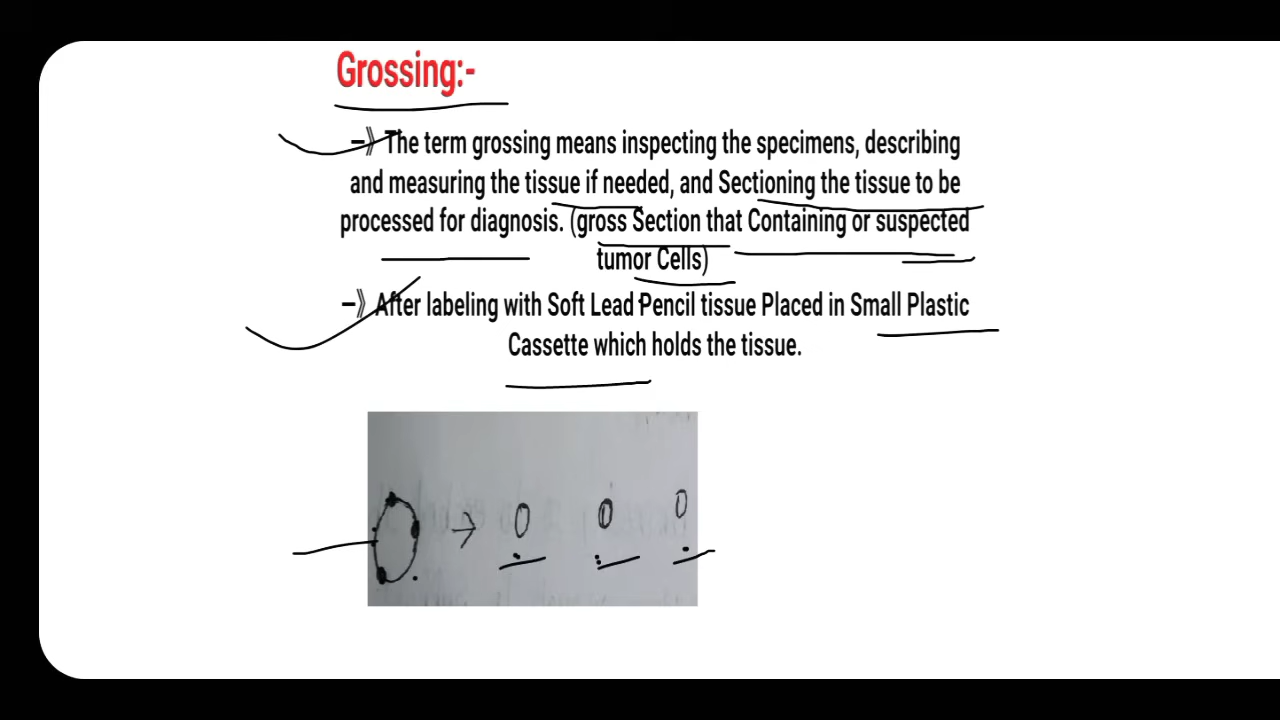 Grossing:-
–》 The term grossing means inspecting the specimens, describing
and measuring the tissue if needed, and Sectioning the tissue to be
processed for diagnosis. (gross Section that Containing or suspected
tumor Cells)
–》 After labeling with Soft Lead Pencil tissue Placed in Small Plastic
Cassette which holds the tissue.